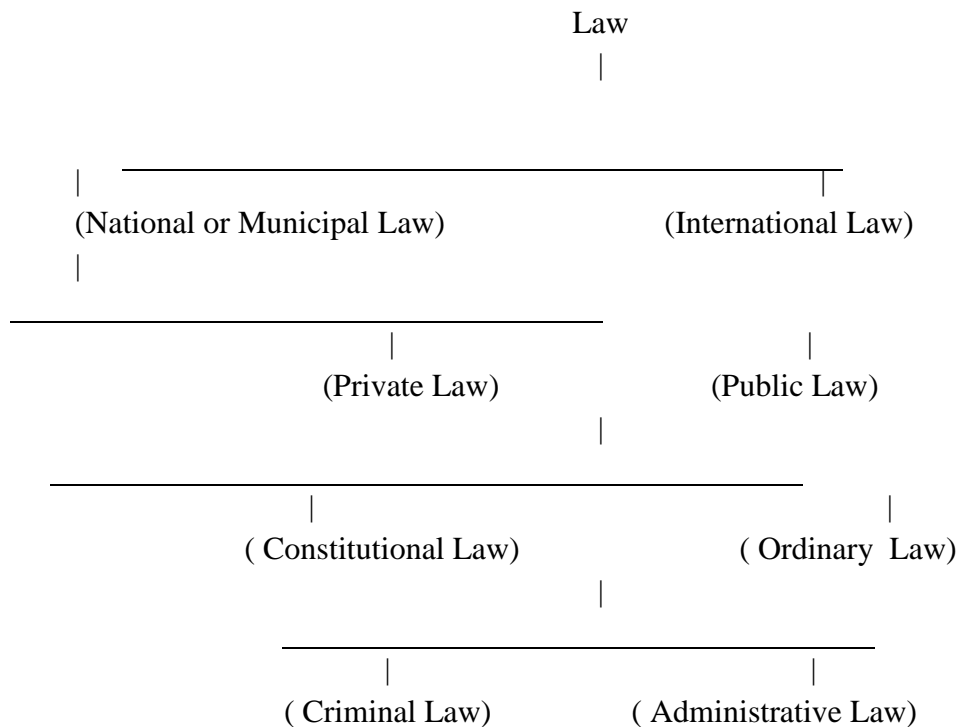 Law
|
| |
(National or Municipal Law) (International Law)
|
| |
(Private Law) (Public Law)
|
| |
( Constitutional Law) ( Ordinary Law)
|
| |
( Criminal Law) ( Administrative Law)